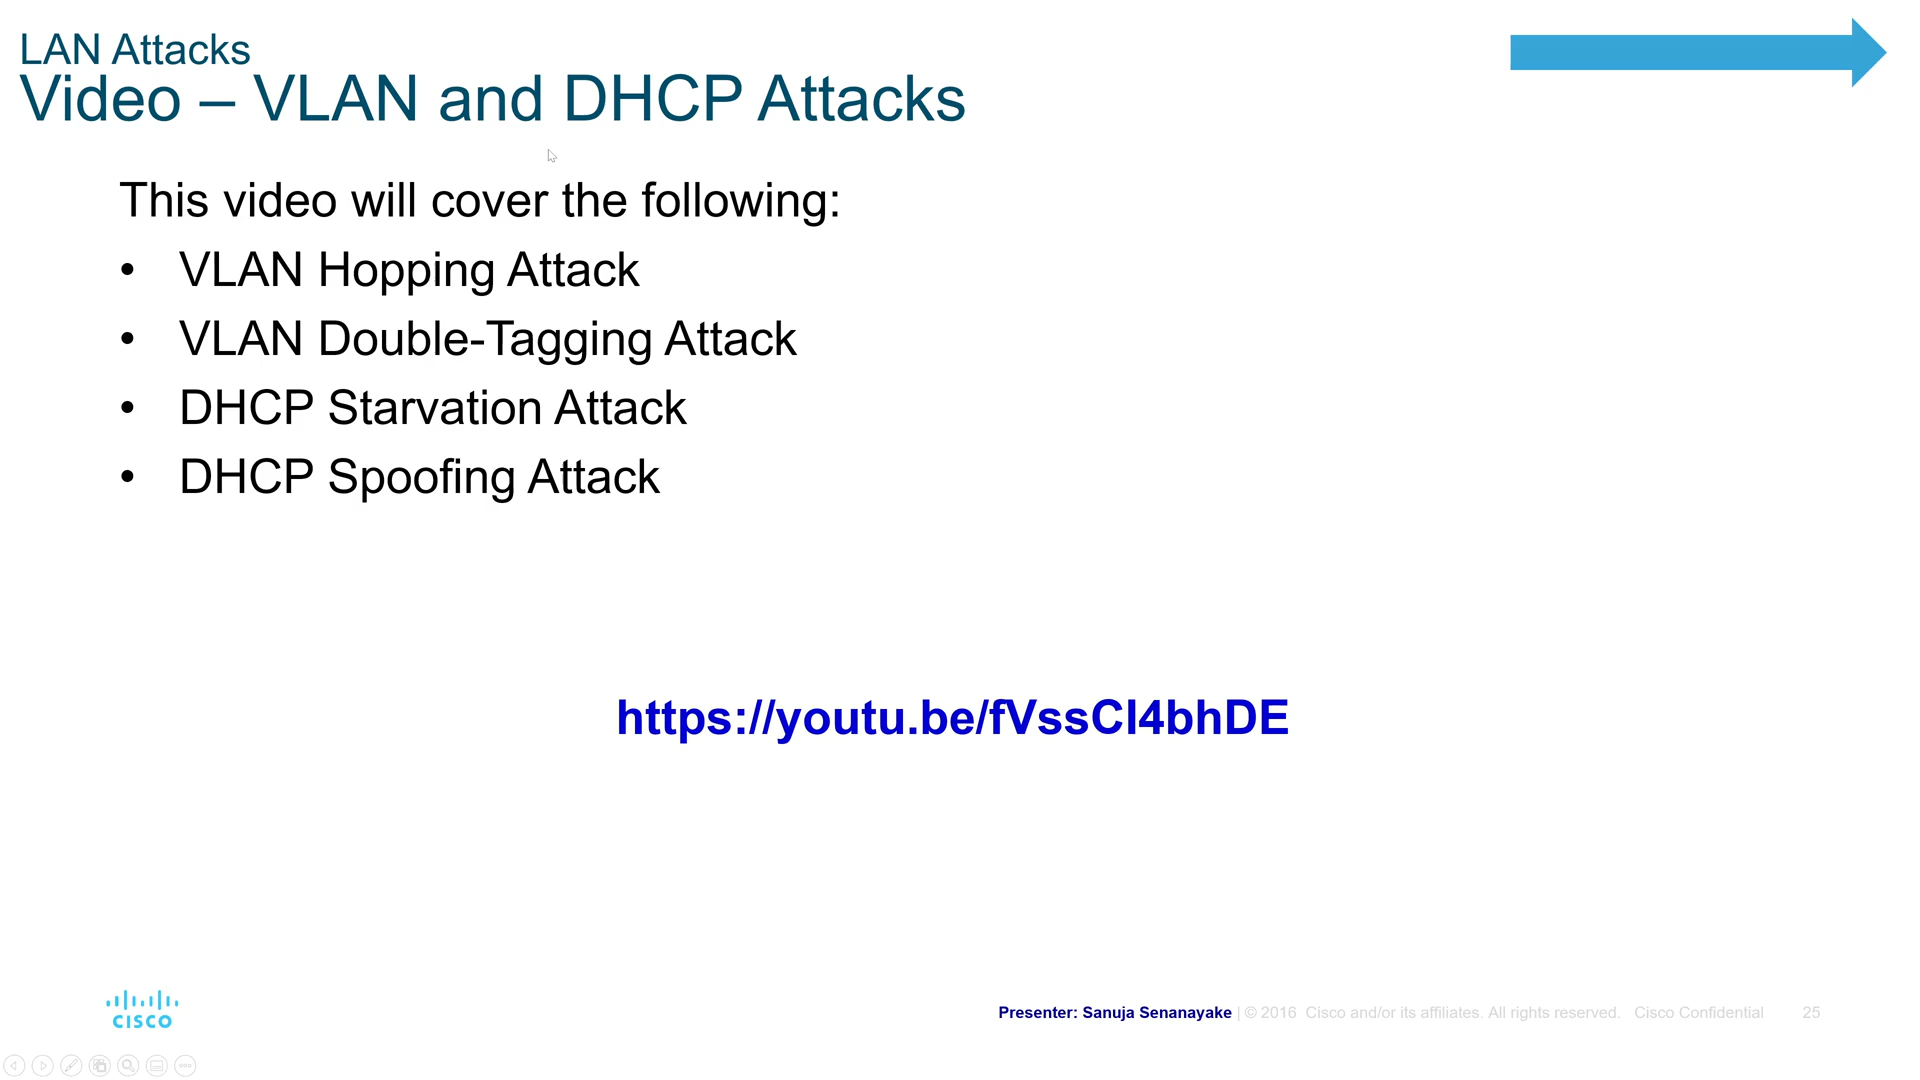 LAN Attacks
Video – VLAN and DHCP Attacks
This video will cover the following:
• VLAN Hopping Attack
• VLAN Double-Tagging Attack
• DHCP Starvation Attack
• DHCP Spoofing Attack
https://youtu.be/fVssCI4bhDE
CISCO
Presenter: Sanuja Senanayake | © 2016 Cisco and/or its affiliates. All rights reserved. Cisco Confidential 25